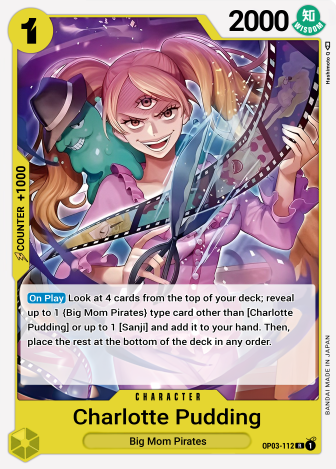 1
2000
知
WISDOM
Hashimoto Q
COUNTER +1000
On Play Look at 4 cards from the top of your deck; reveal
up to 1 {Big Mom Pirates} type card other than [Charlotte
Pudding] or up to 1 [Sanji] and add it to your hand. Then,
place the rest at the bottom of the deck in any order.
BANDAI MADE IN JAPAN
CHARACTER
Charlotte Pudding
Big Mom Pirates
OP03-112 R 1